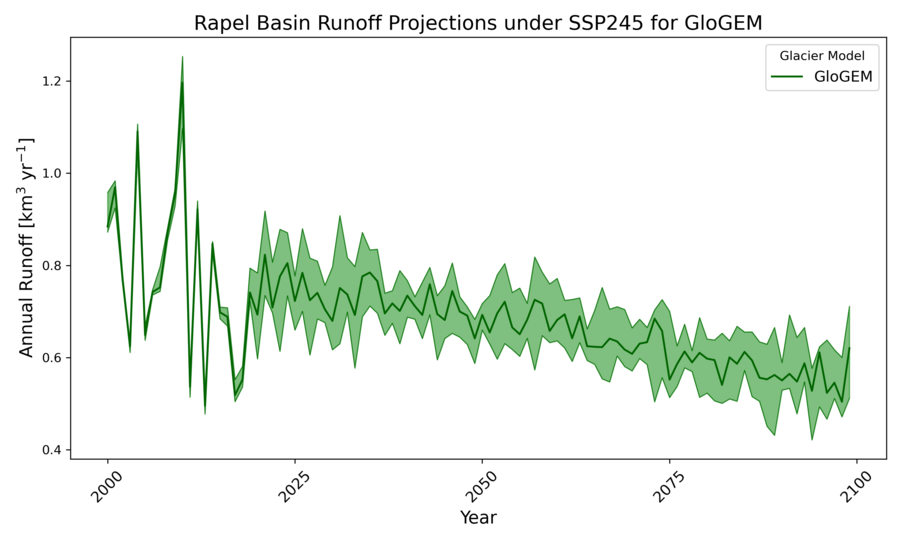 Rapel Basin Runoff Projections under SSP245 for GloGEM
Glacier Model
GloGEM
Annual Runoff [km³ yr⁻¹]
1.2
1.0
0.8
0.6
0.4
2000
2025
2050
2075
2100
Year